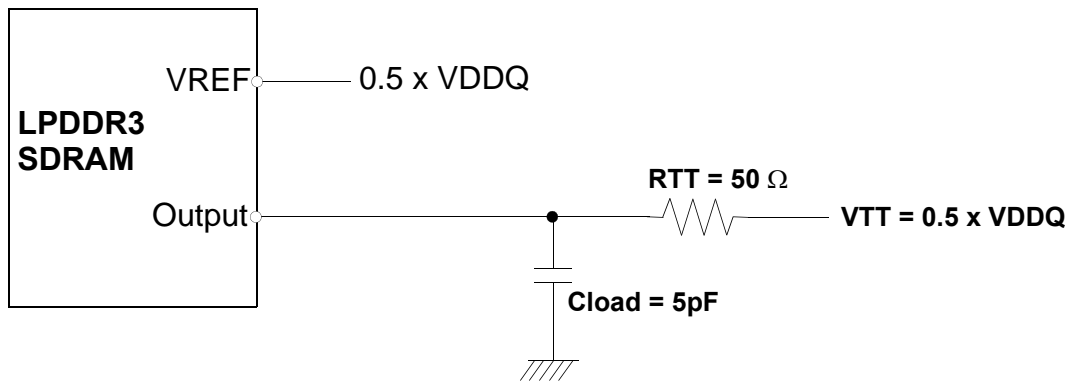 VREF
0.5 x VDDQ
LPDDR3
SDRAM
RTT = 50 Ω
Output
VTT = 0.5 x VDDQ
Cload = 5pF